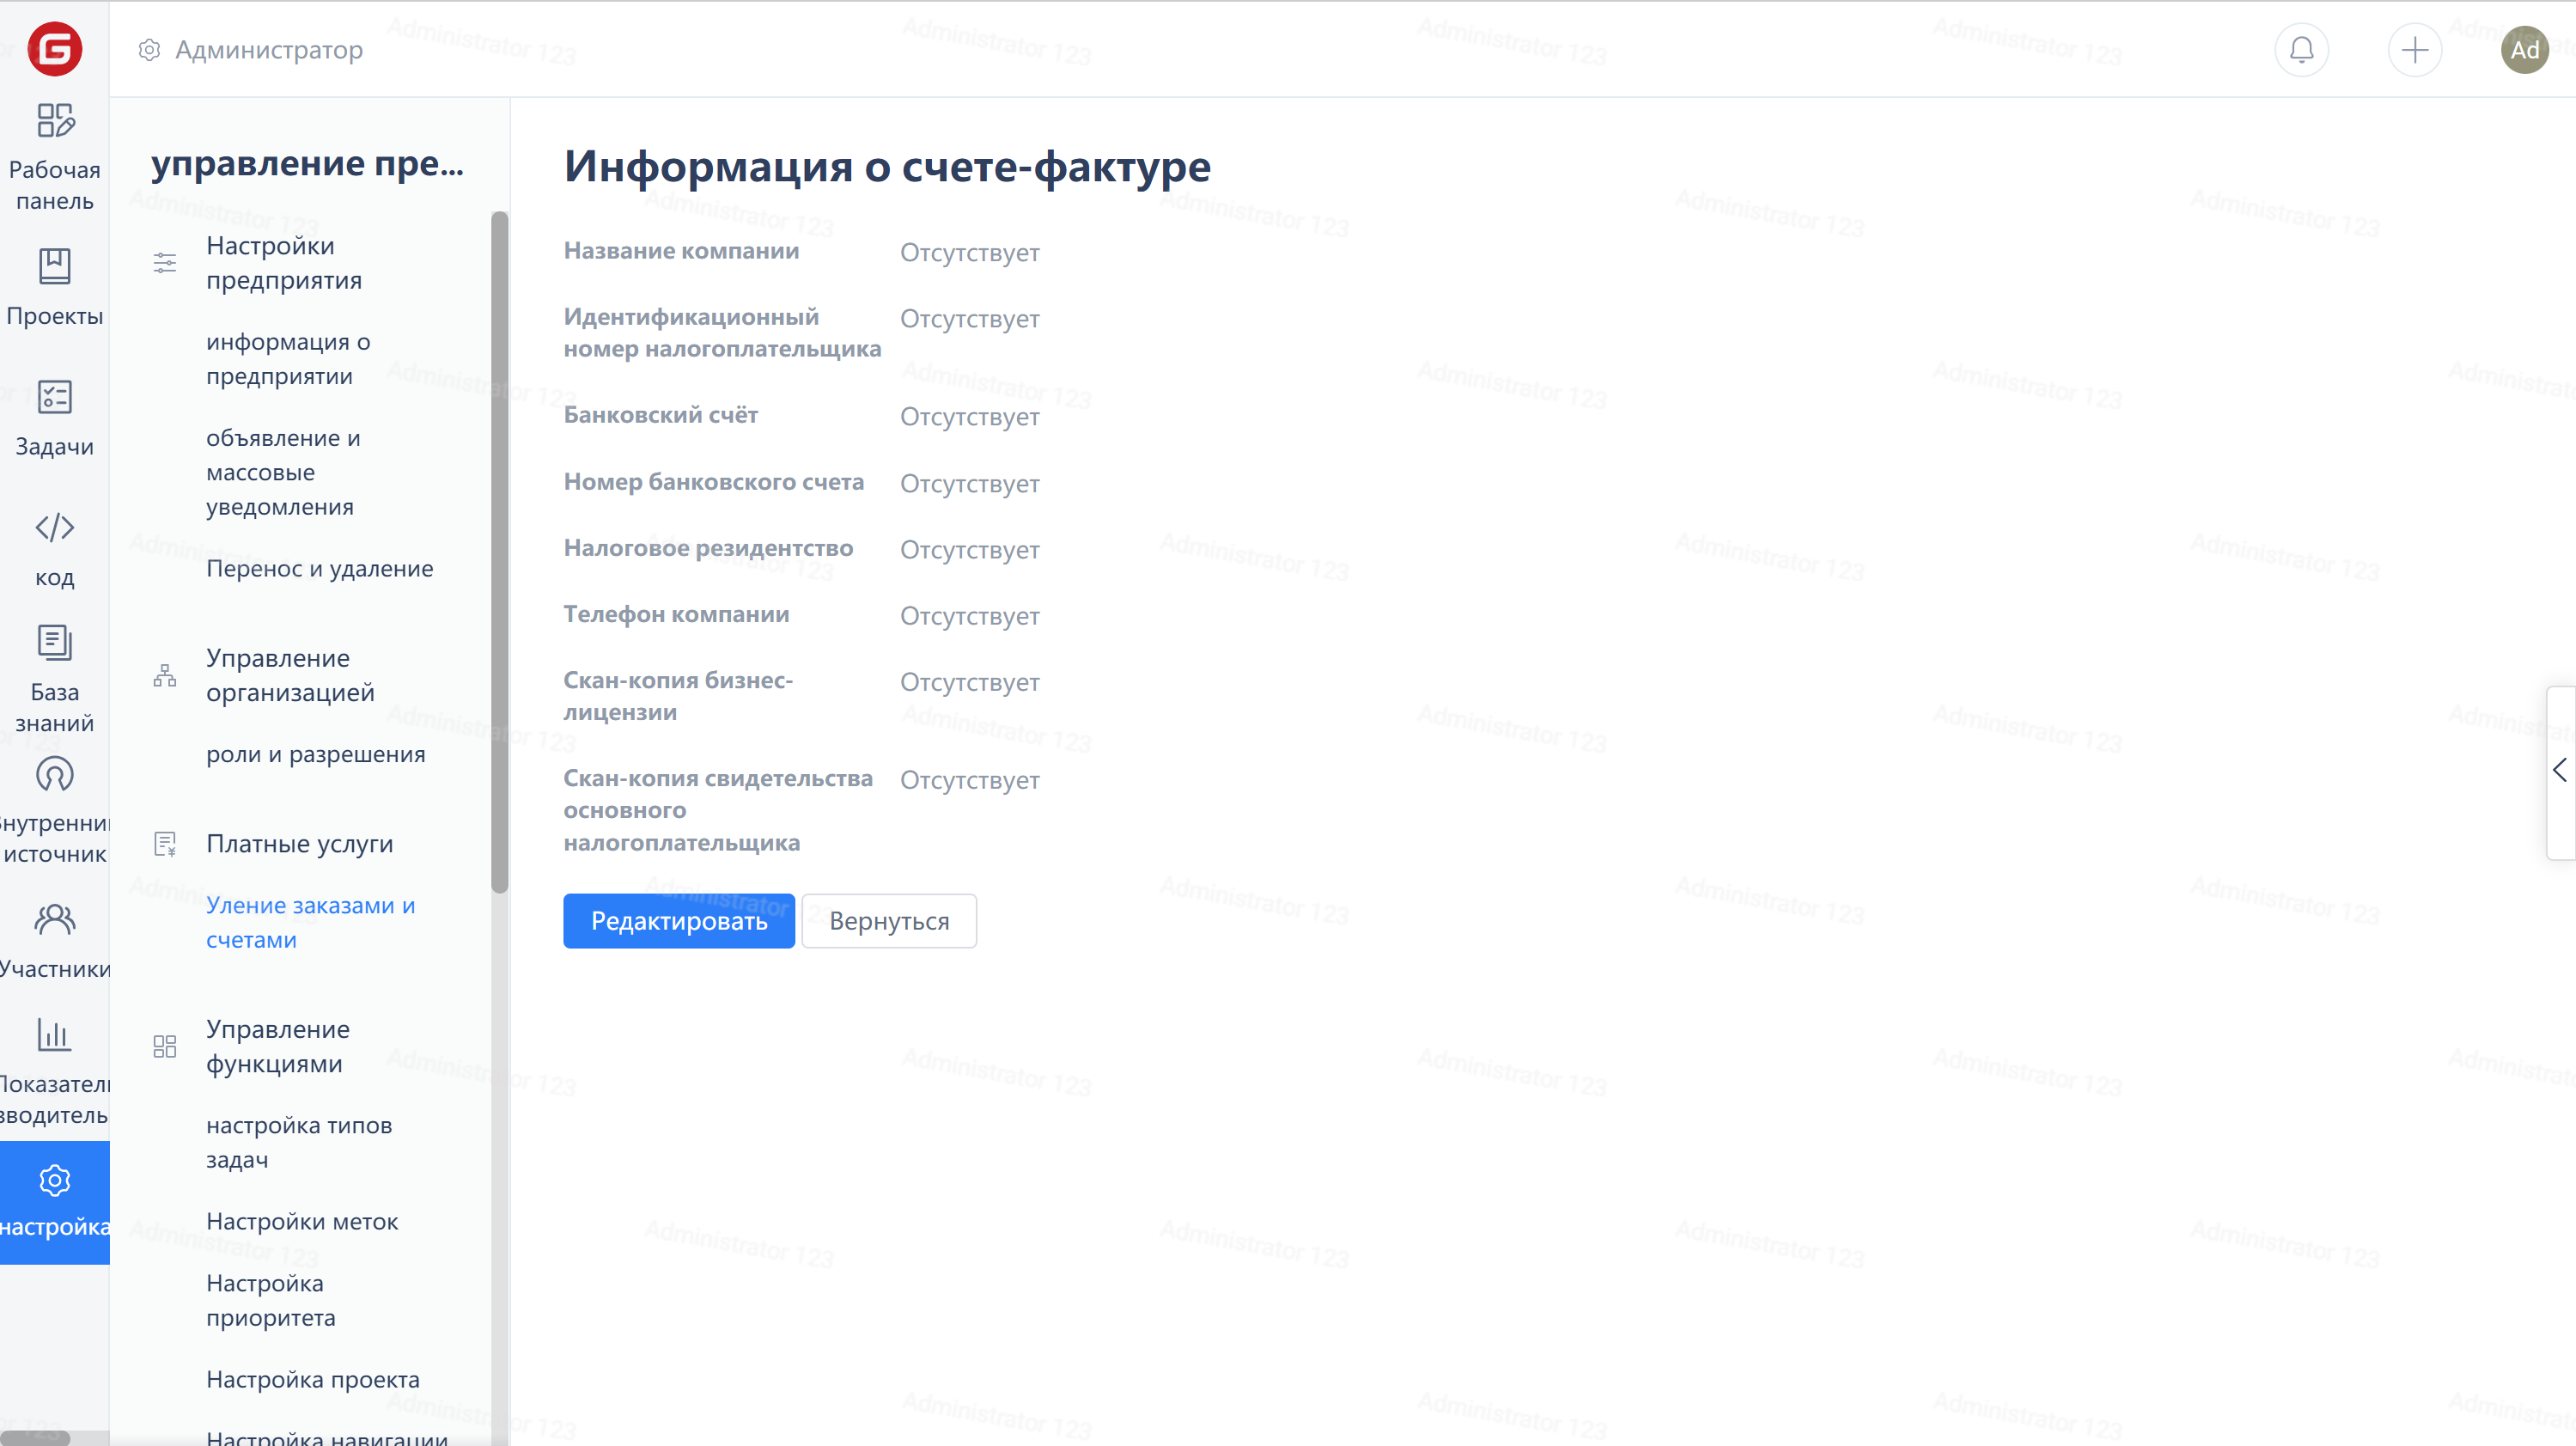 Администратор
Ad
Рабочая
панель
Проекты
Задачи
код
База
знаний
источник
Участники
настройка
управление пре...
Настройки
предприятия
информация о
предприятии
объявление и
массовые
уведомления
Перенос и удаление
Управление
организацией
роли и разрешения
Платные услуги
Уление заказами и
счетами
Управление
функциями
настройка типов
задач
Настройки меток
Настройка
приоритета
Настройка проекта
Настройка навигации
Информация о счете-фактуре
Название компании Отсутствует
Идентификационный Отсутствует
номер налогоплательщика
Банковский счёт Отсутствует
Номер банковского счета Отсутствует
Налоговое резидентство Отсутствует
Телефон компании Отсутствует
Скан-копия бизнес- Отсутствует
лицензии
Скан-копия свидетельства Отсутствует
основного
налогоплательщика
Редактировать Вернуться
Administrator 123